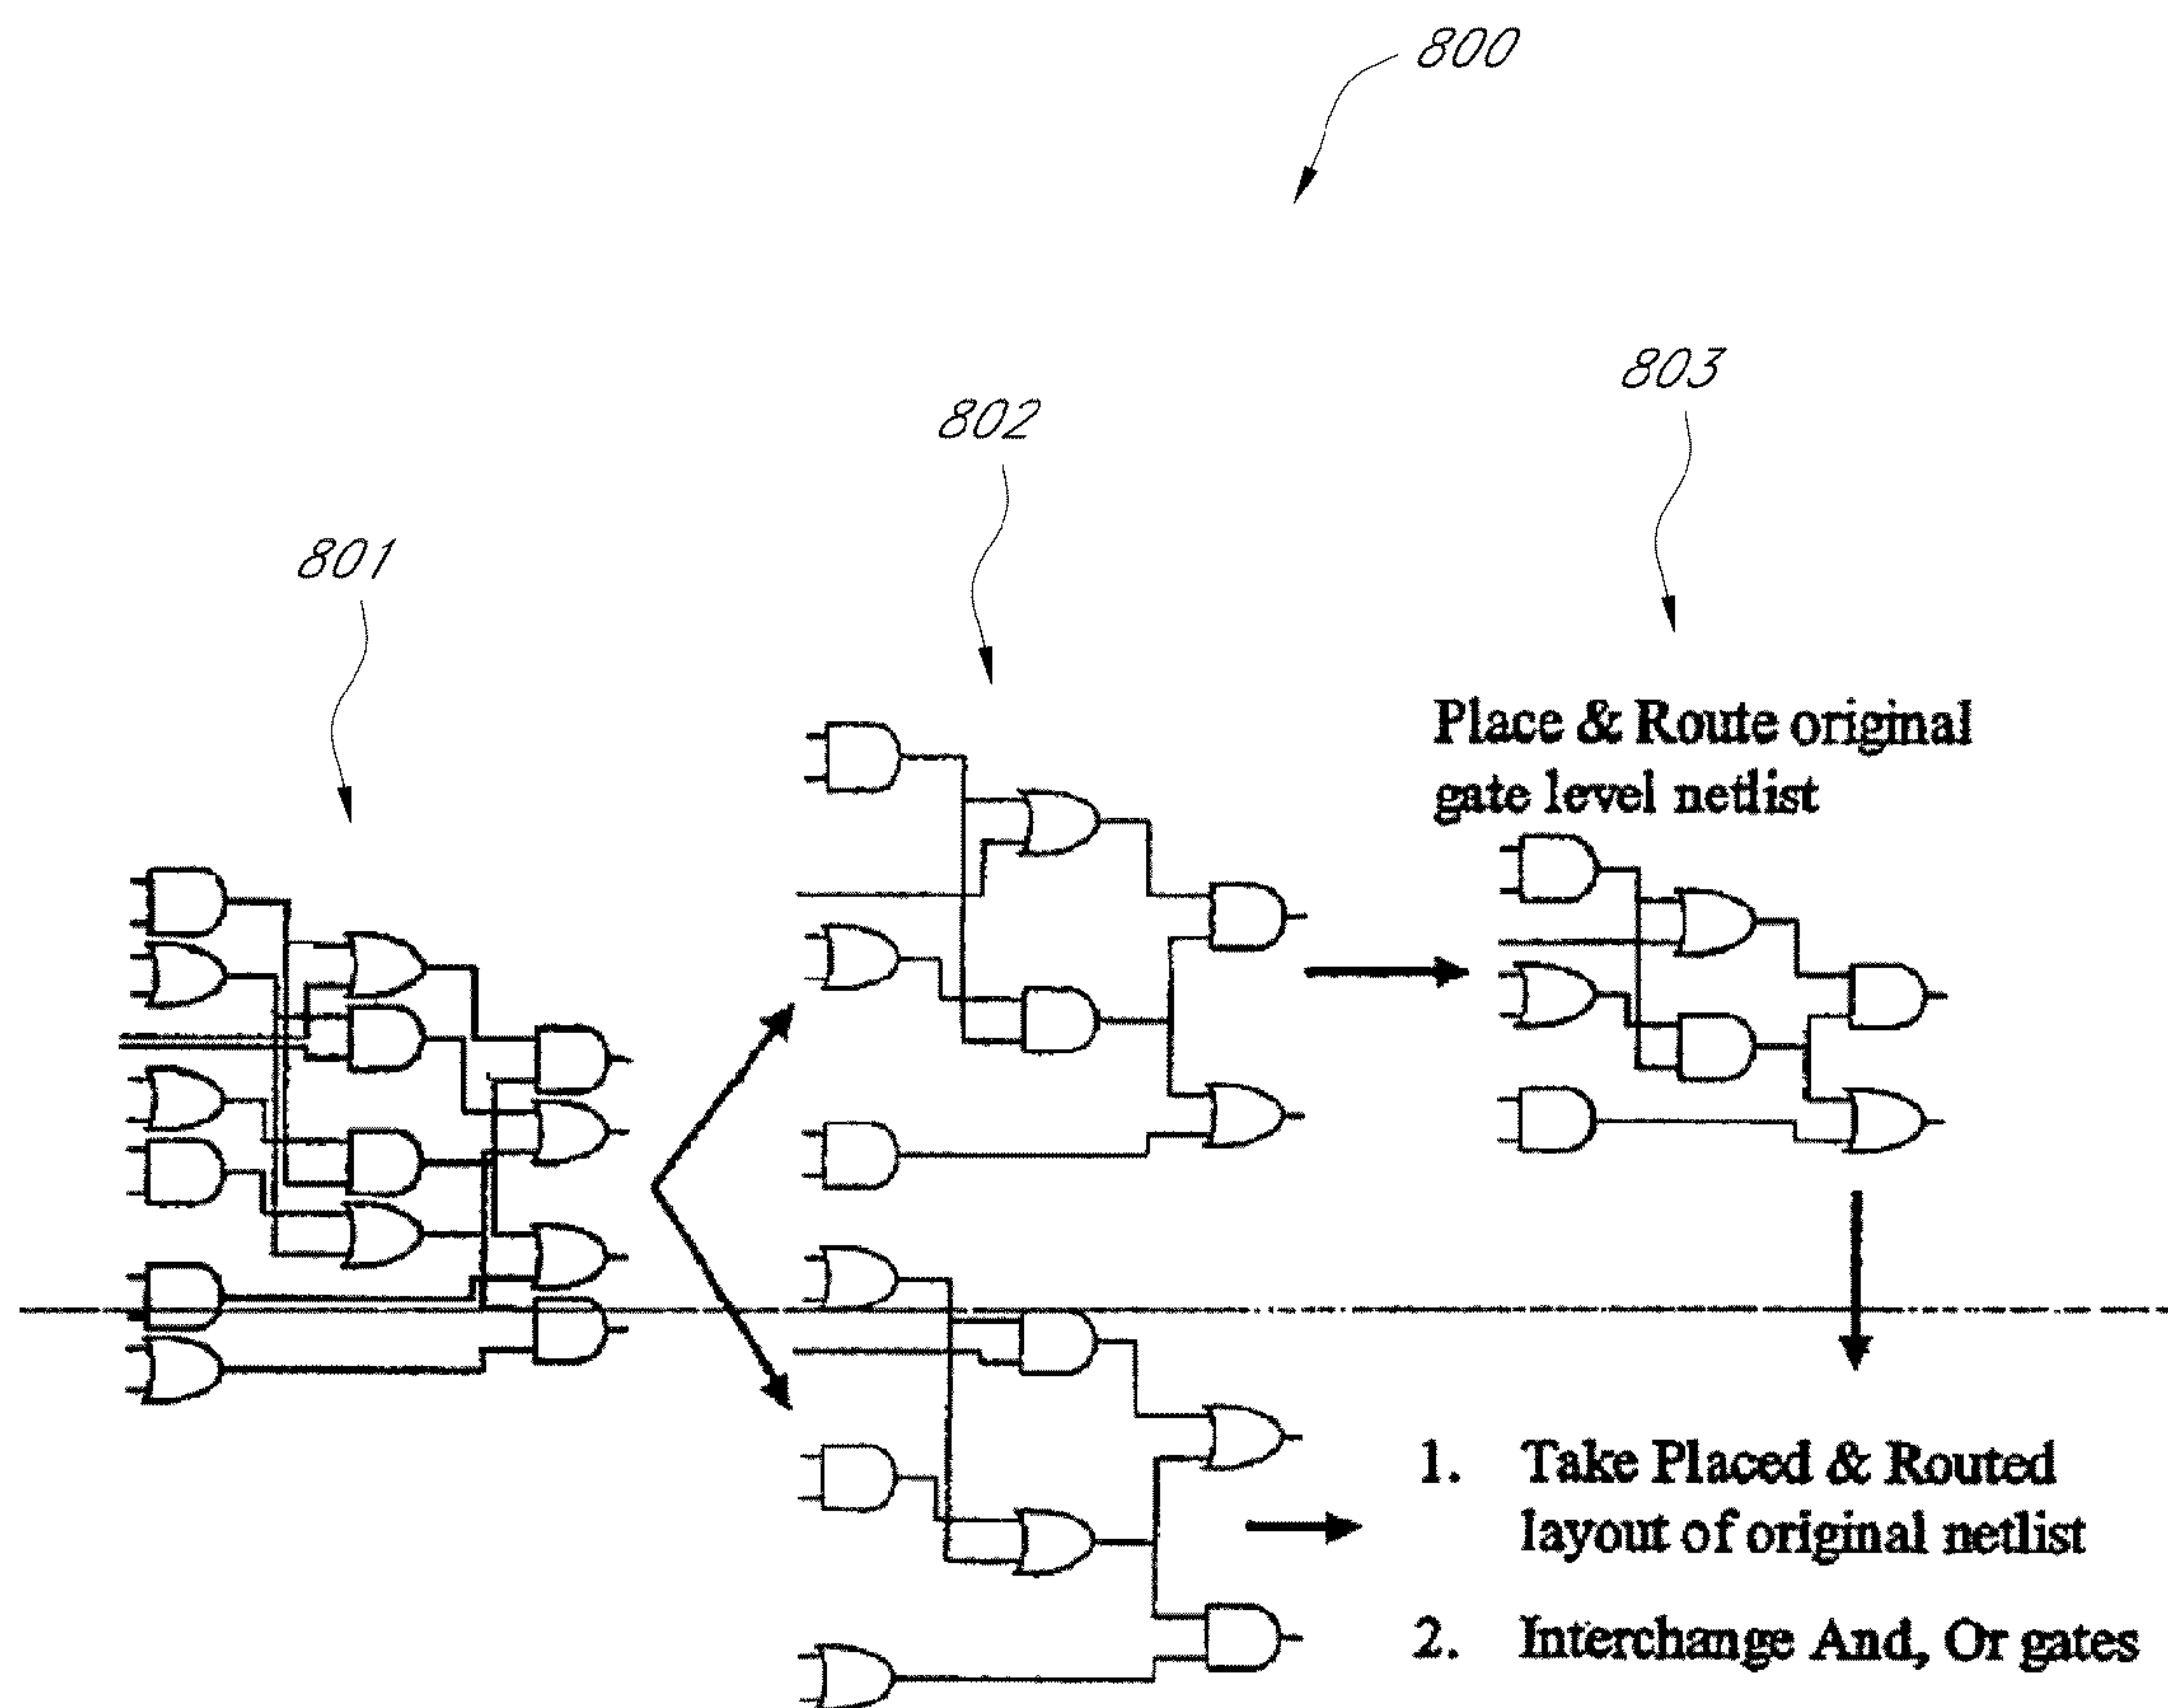 800
803
802
801
Place & Route original
gate level netlist
1. Take Placed & Routed
layout of original netlist
2. Interchange And, Or gates